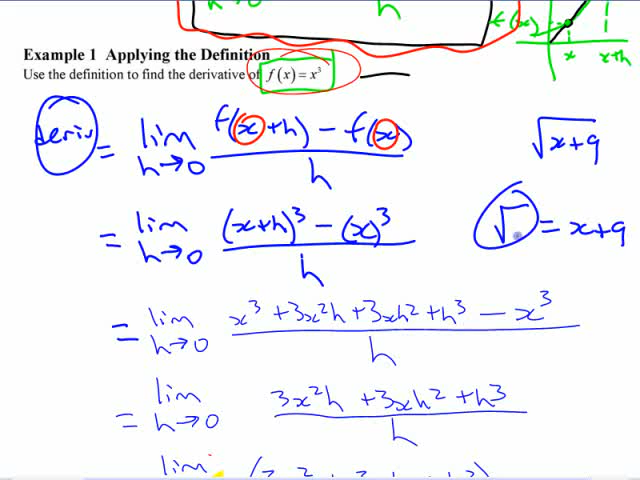 h→0 h f(x)
x x+h
Example 1 Applying the Definition
Use the definition to find the derivative of f(x) = x³
deriv = lim h→0 (f(x+h) − f(x))/h
√x+9
= lim h→0 ((x+h)³ − (x)³)/h
√ = x+9
= lim h→0 (x³ + 3x²h + 3xh² + h³ − x³)/h
= lim h→0 (3x²h + 3xh² + h³)/h
lim